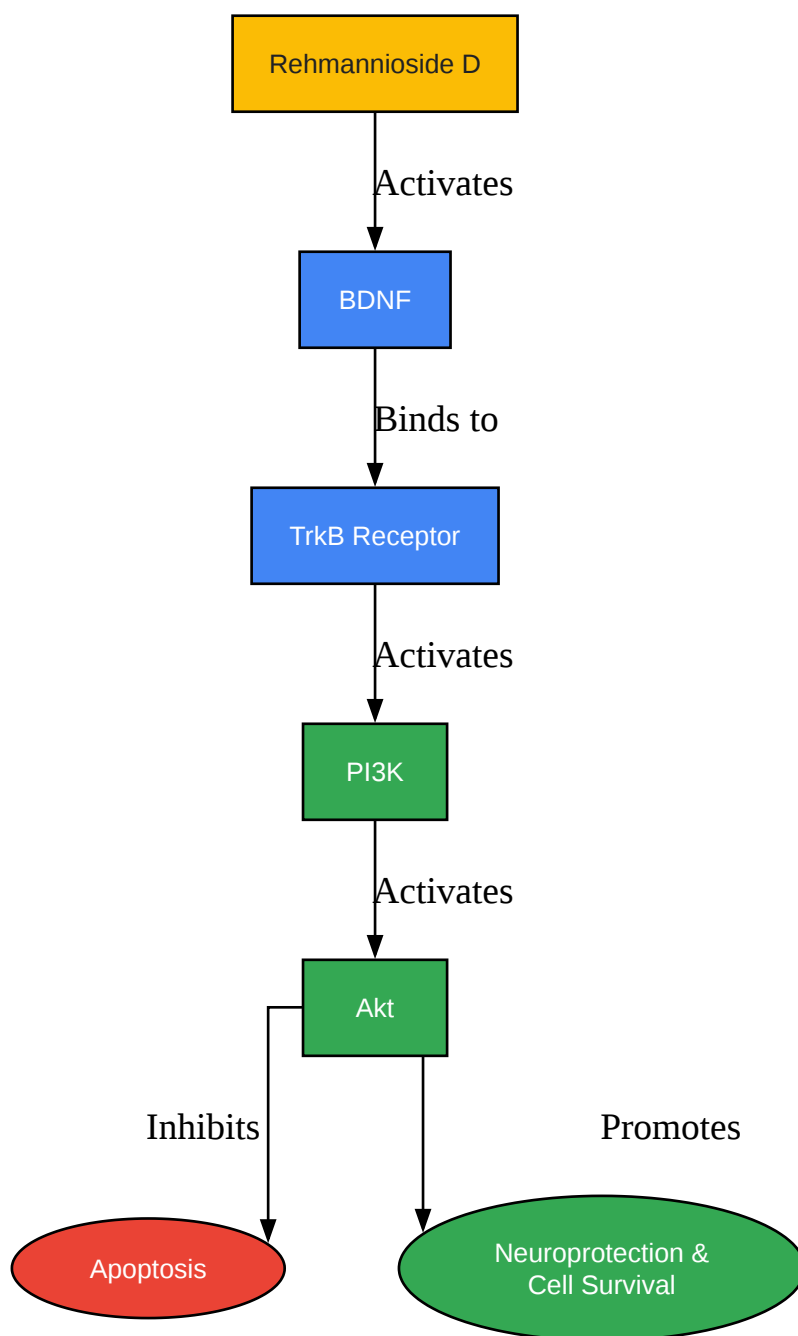 Rehmannioside D
Activates
BDNF
Binds to
TrkB Receptor
Activates
PI3K
Activates
Akt
Inhibits
Promotes
Apoptosis
Neuroprotection &
Cell Survival